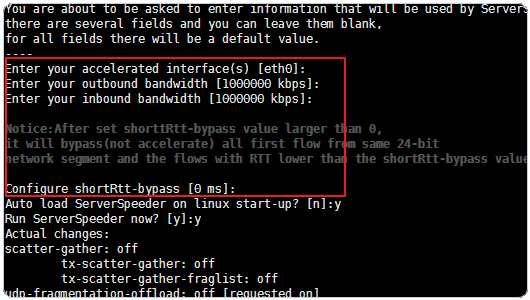 You are about to be asked to enter information that will be used by Servers
there are several fields and you can leave them blank,
for all fields there will be a default value.
----
Enter your accelerated interface(s) [eth0]:
Enter your outbound bandwidth [1000000 kbps]:
Enter your inbound bandwidth [1000000 kbps]:
Notice:After set shorttRtt-bypass value larger than 0,
it will bypass(not accelerate) all first flow from same 24-bit
network segment and the flows with RTT lower than the shortRtt-bypass value
Configure shortRtt-bypass [0 ms]:
Auto load ServerSpeeder on linux start-up? [n]:y
Run ServerSpeeder now? [y]:y
Actual changes:
scatter-gather: off
tx-scatter-gather: off
tx-scatter-gather-fraglist: off
udp-fragmentation-offload: off [requested on]